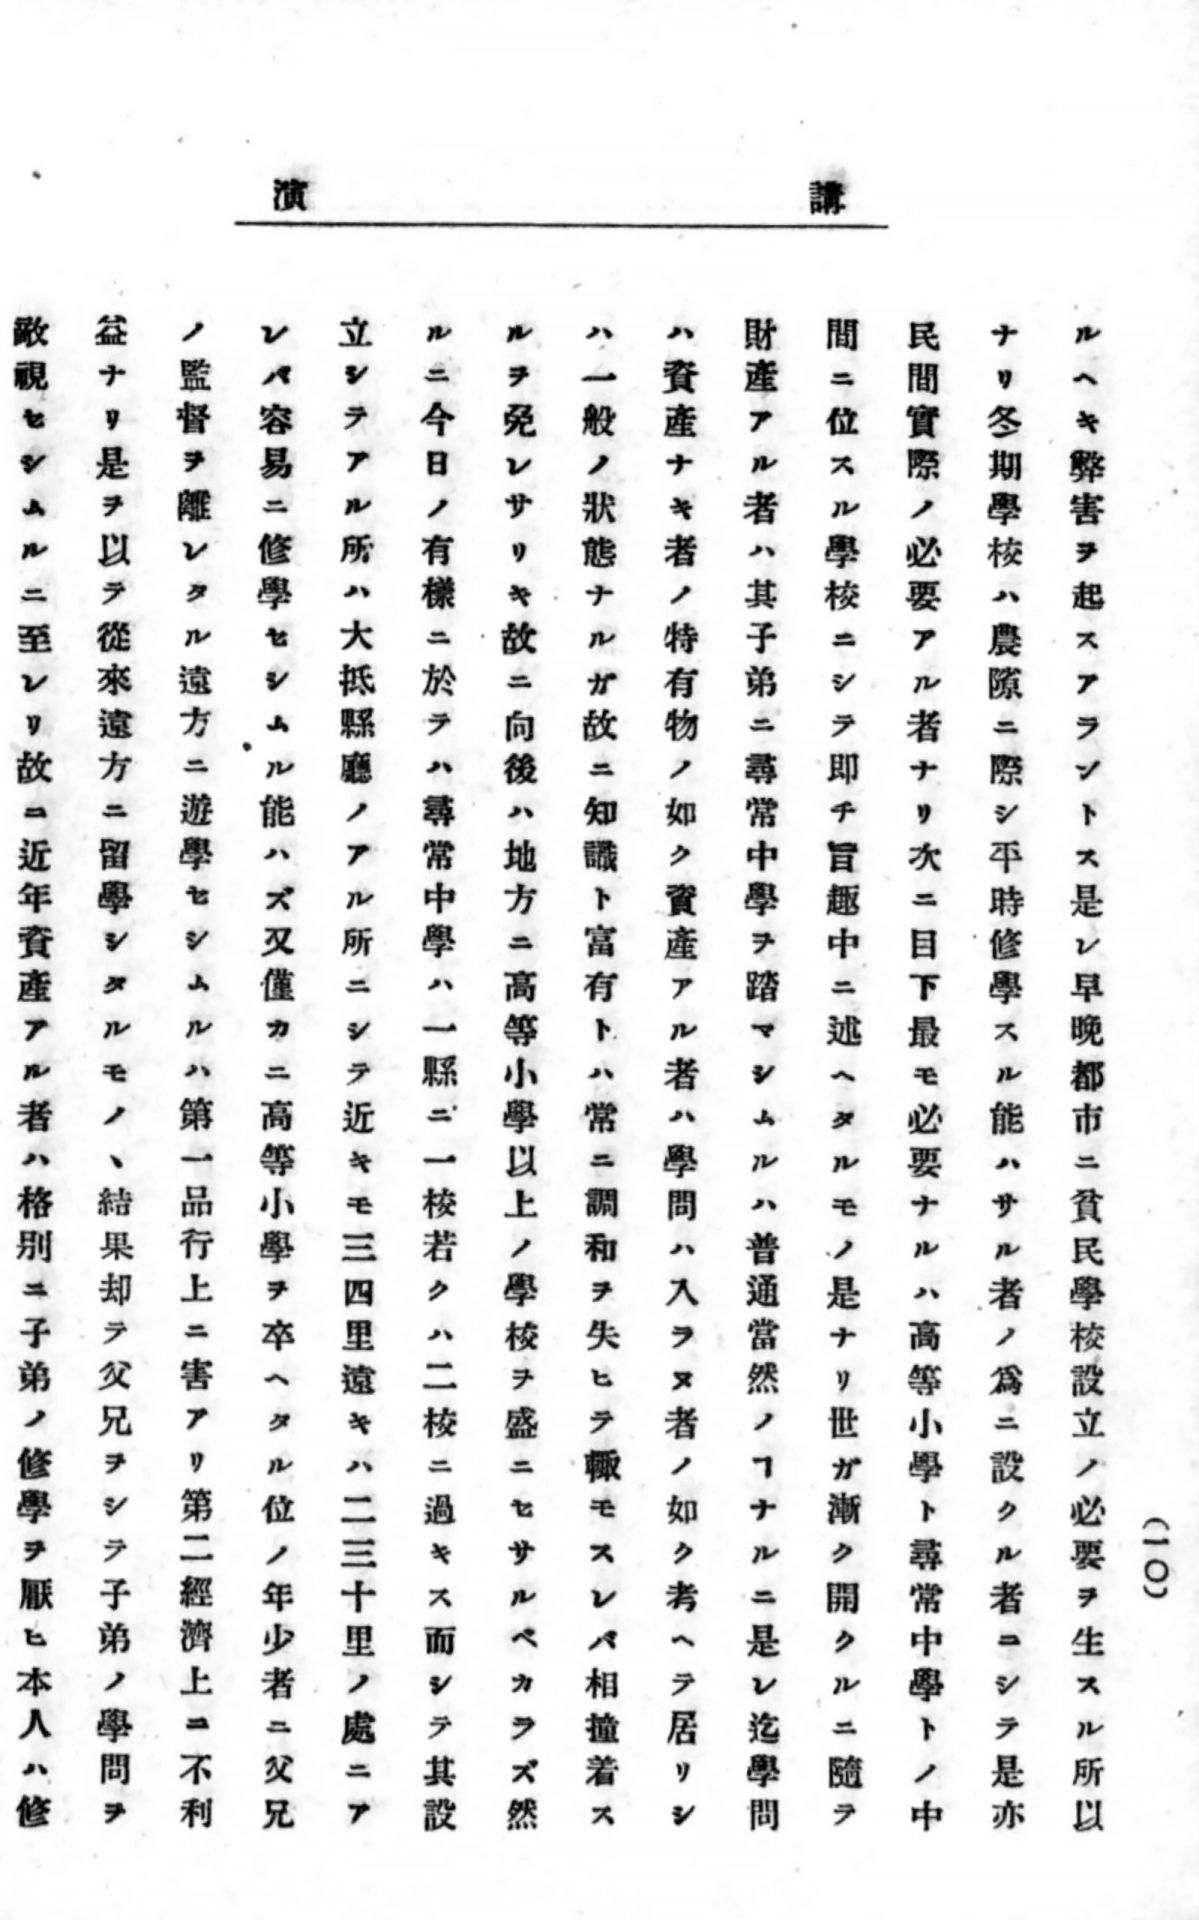 講演
(一〇)
ルヘキ弊害ヲ起スアラントス是レ早晩都市ニ貧民學校設立ノ必要ヲ生スル所以
ナリ冬期學校ハ農隙ニ際シ平時修學スル能ハサル者ノ爲ニ設クル者ニシテ是亦
民間實際ノ必要アル者ナリ次ニ目下最モ必要ナルハ高等小學ト尋常中學トノ中
間ニ位スル學校ニシテ即チ旨趣中ニ述ヘタルモノ是ナリ世ガ漸ク開クルニ隨テ
財產アル者ハ其子弟ニ尋常中學ヲ踏マシムルハ普通當然ノヿナルニ是レ迄學問
ハ資產ナキ者ノ特有物ノ如ク資產アル者ハ學問ハ入ラヌ者ノ如ク考ヘテ居リシ
ハ一般ノ狀態ナルガ故ニ知識ト富有トハ常ニ調和ヲ失ヒテ輙モスレバ相撞着ス
ルヲ免レサリキ故ニ向後ハ地方ニ高等小學以上ノ學校ヲ盛ニセサルベカラズ然
ルニ今日ノ有樣ニ於テハ尋常中學ハ一縣ニ一校若クハ二校ニ過キス而シテ其設
立シテアル所ハ大抵縣廳ノアル所ニシテ近キモ三四里遠キハ二三十里ノ處ニア
レバ容易ニ修學セシムル能ハズ又僅カニ高等小學ヲ卒ヘタル位ノ年少者ニ父兄
ノ監督ヲ離レタル遠方ニ遊學セシムルハ第一品行上ニ害アリ第二經濟上ニ不利
益ナリ是ヲ以テ從來遠方ニ留學シタルモノヽ結果却テ父兄ヲシテ子弟ノ學問ヲ
敵視セシムルニ至レリ故ニ近年資產アル者ハ格別ニ子弟ノ修學ヲ厭ヒ本人ハ修